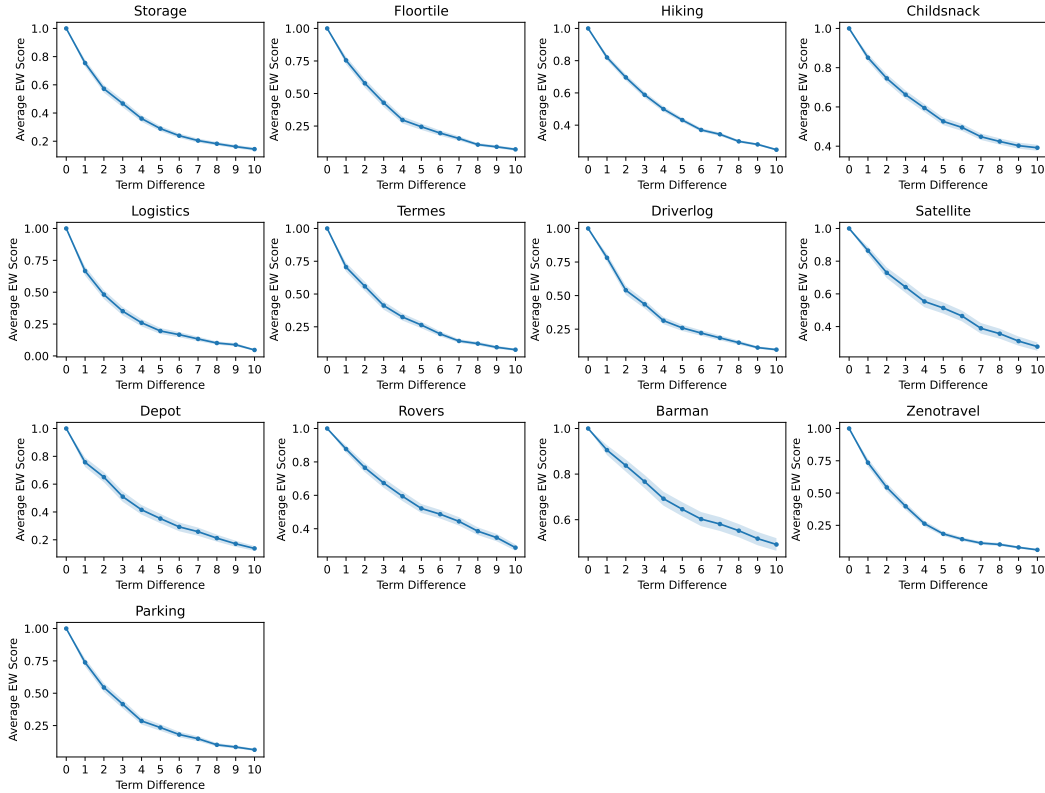 Storage
Average EW Score
1.0
0.8
0.6
0.4
0.2
0 1 2 3 4 5 6 7 8 9 10
Term Difference
Floortile
Average EW Score
1.00
0.75
0.50
0.25
0 1 2 3 4 5 6 7 8 9 10
Term Difference
Hiking
Average EW Score
1.0
0.8
0.6
0.4
0 1 2 3 4 5 6 7 8 9 10
Term Difference
Childsnack
Average EW Score
1.0
0.8
0.6
0.4
0 1 2 3 4 5 6 7 8 9 10
Term Difference
Logistics
Average EW Score
1.00
0.75
0.50
0.25
0.00
0 1 2 3 4 5 6 7 8 9 10
Term Difference
Termes
Average EW Score
1.00
0.75
0.50
0.25
0 1 2 3 4 5 6 7 8 9 10
Term Difference
Driverlog
Average EW Score
1.00
0.75
0.50
0.25
0 1 2 3 4 5 6 7 8 9 10
Term Difference
Satellite
Average EW Score
1.0
0.8
0.6
0.4
0 1 2 3 4 5 6 7 8 9 10
Term Difference
Depot
Average EW Score
1.0
0.8
0.6
0.4
0.2
0 1 2 3 4 5 6 7 8 9 10
Term Difference
Rovers
Average EW Score
1.0
0.8
0.6
0.4
0 1 2 3 4 5 6 7 8 9 10
Term Difference
Barman
Average EW Score
1.0
0.8
0.6
0 1 2 3 4 5 6 7 8 9 10
Term Difference
Zenotravel
Average EW Score
1.00
0.75
0.50
0.25
0 1 2 3 4 5 6 7 8 9 10
Term Difference
Parking
Average EW Score
1.00
0.75
0.50
0.25
0 1 2 3 4 5 6 7 8 9 10
Term Difference